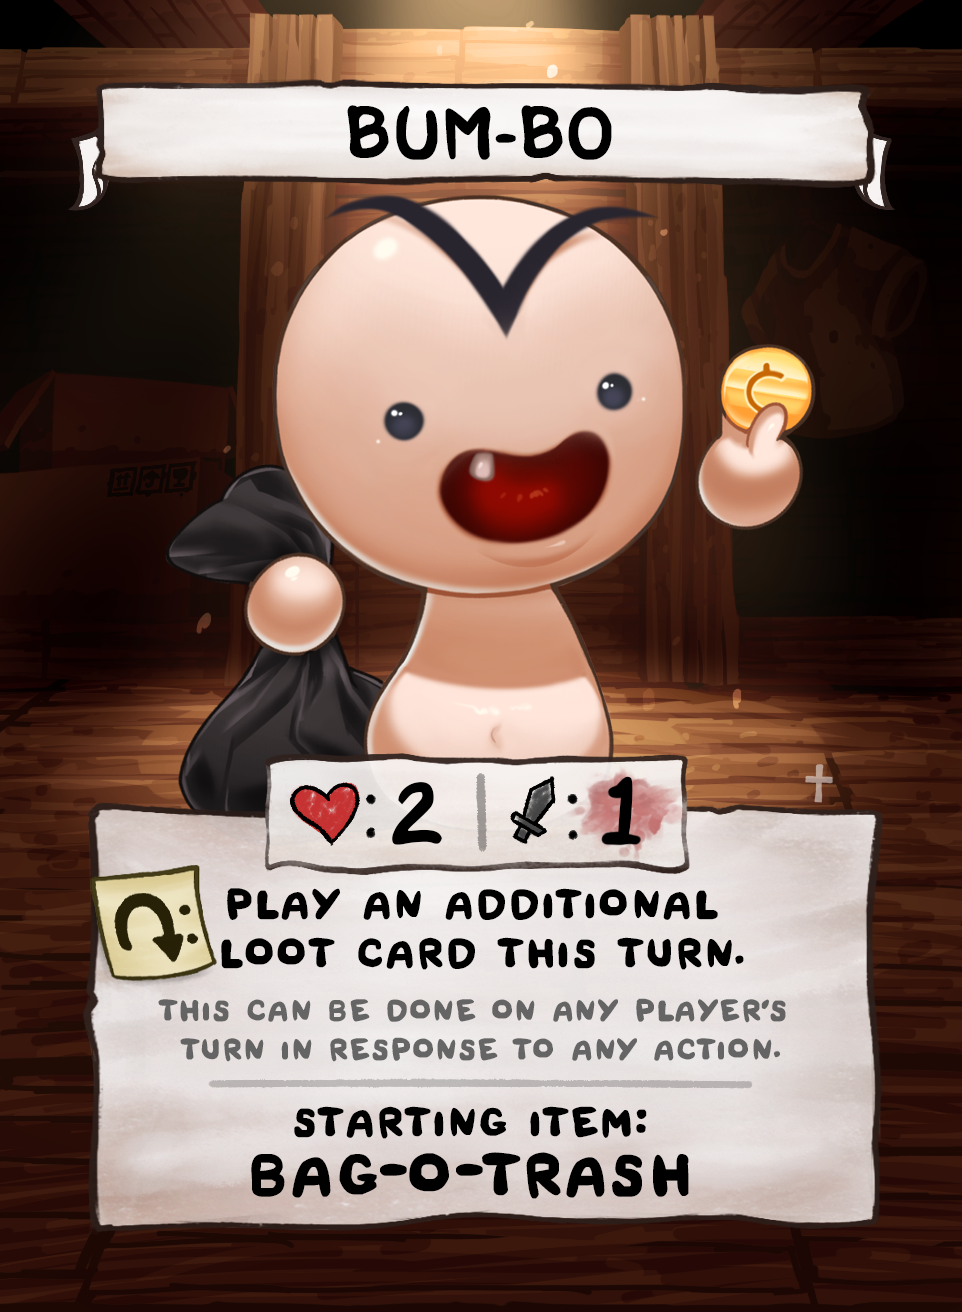 BUM-BO
¢
:2 | :1
: PLAY AN ADDITIONAL
LOOT CARD THIS TURN.
THIS CAN BE DONE ON ANY PLAYER'S
TURN IN RESPONSE TO ANY ACTION.
STARTING ITEM:
BAG-O-TRASH